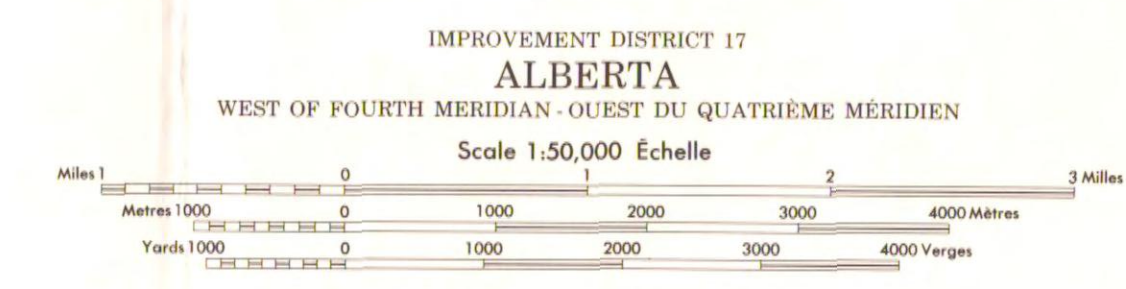 IMPROVEMENT DISTRICT 17
ALBERTA
WEST OF FOURTH MERIDIAN - OUEST DU QUATRIÈME MÉRIDIEN
Scale 1:50,000 Échelle
Miles 1 0 1 2 3 Milles
Metres 1000 0 1000 2000 3000 4000 Mètres
Yards 1000 0 1000 2000 3000 4000 Verges